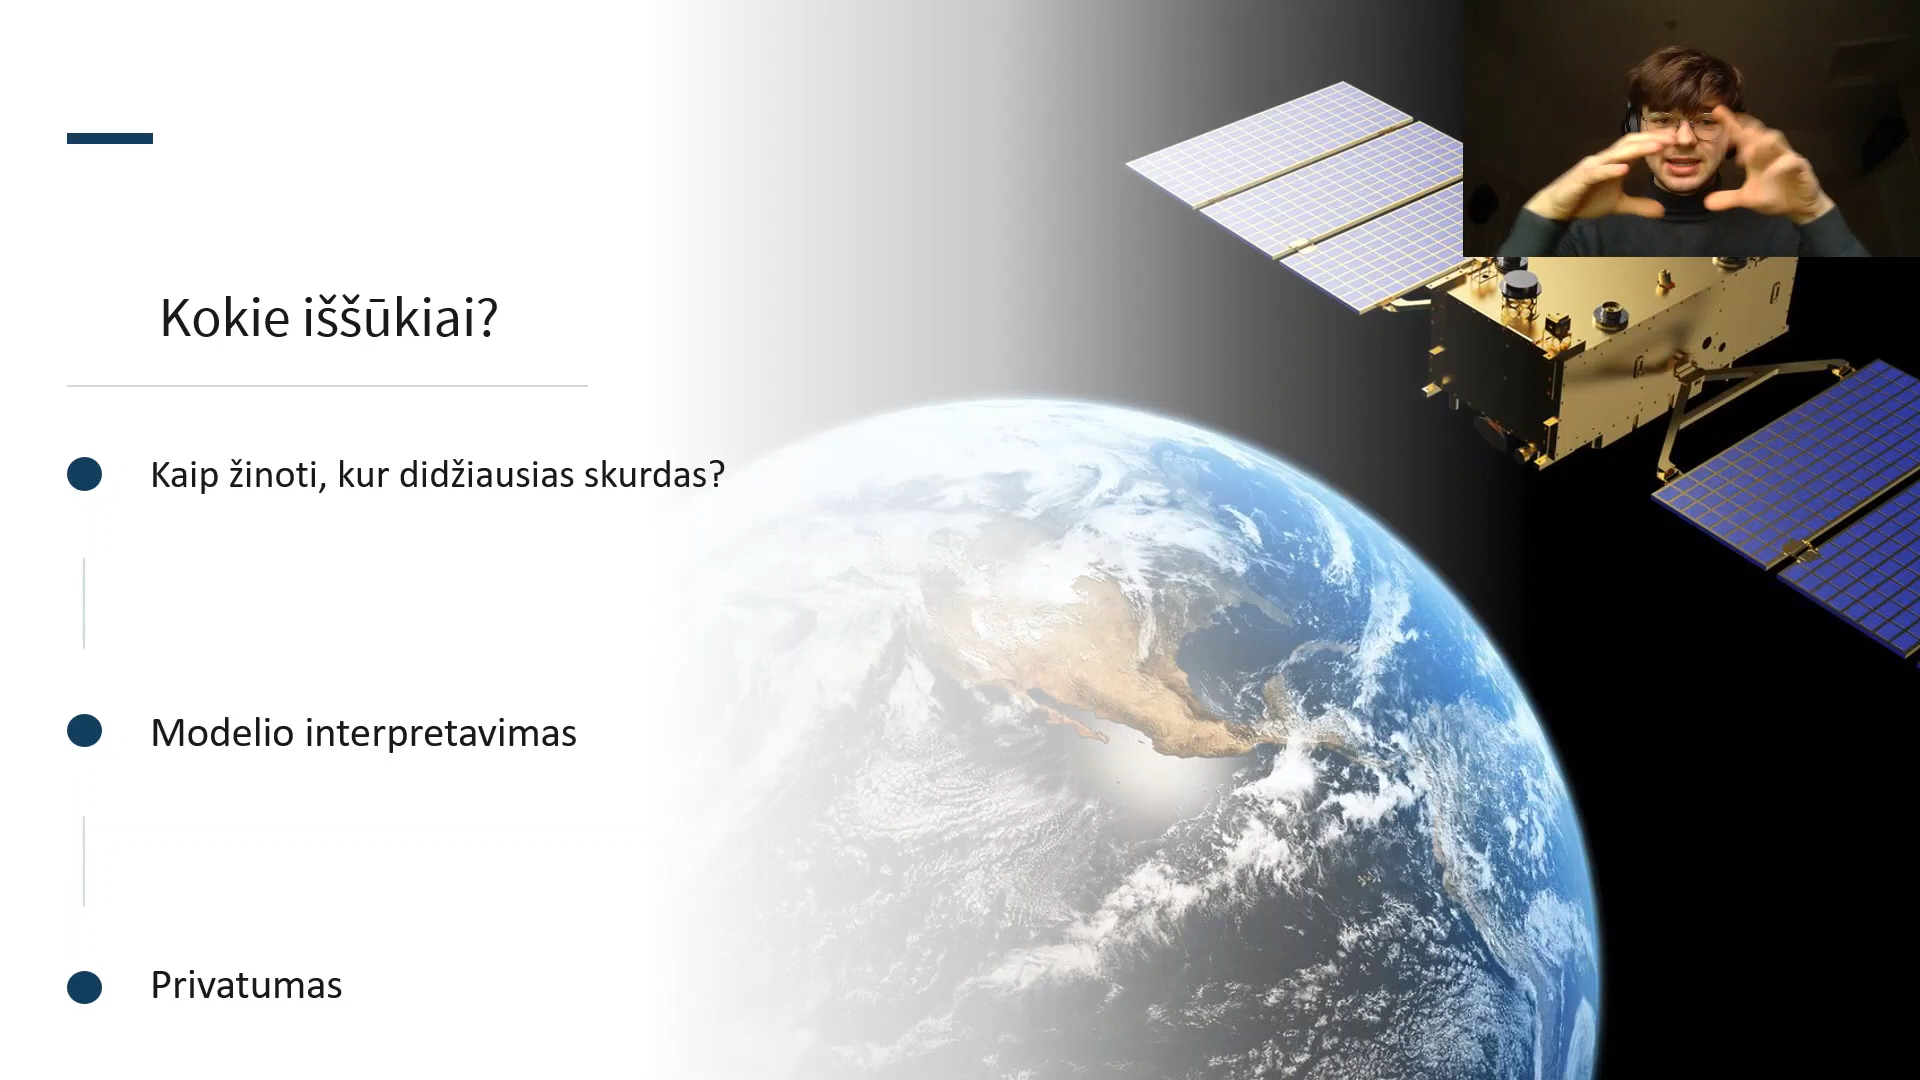 Kokie iššūkiai?
Kaip žinoti, kur didžiausias skurdas?
Modelio interpretavimas
Privatumas